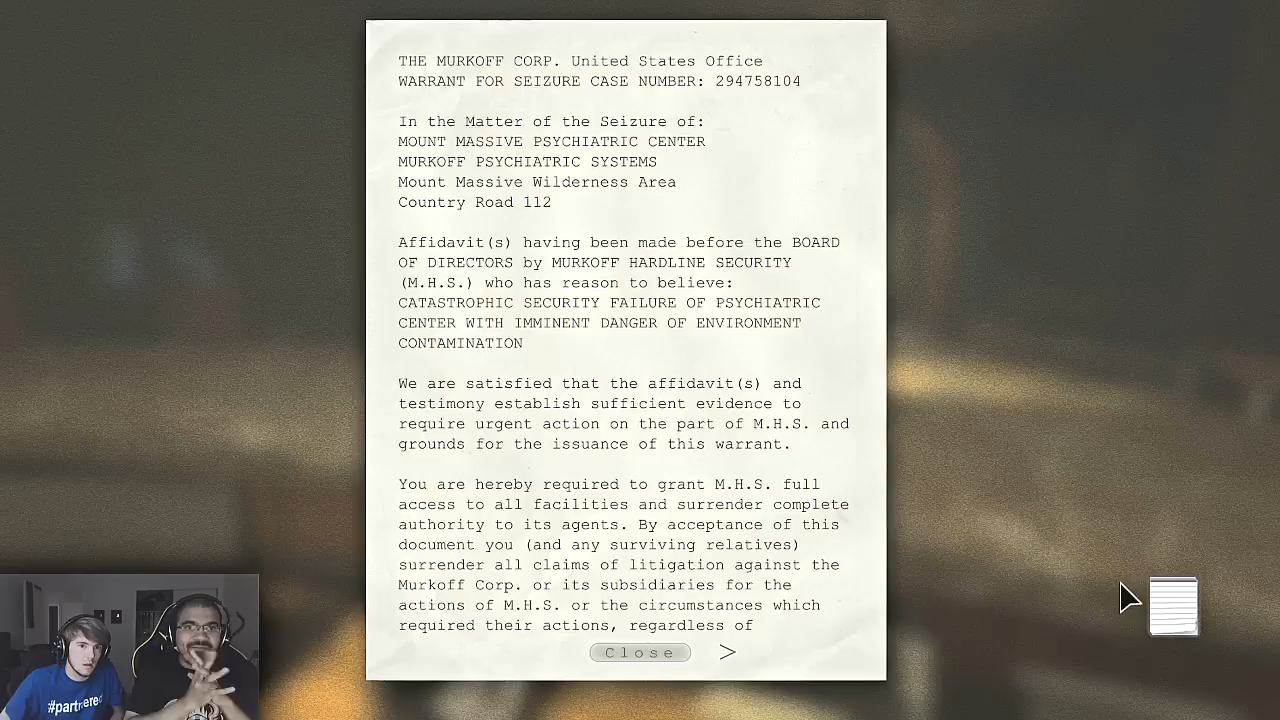 THE MURKOFF CORP. United States Office
WARRANT FOR SEIZURE CASE NUMBER: 294758104
In the Matter of the Seizure of:
MOUNT MASSIVE PSYCHIATRIC CENTER
MURKOFF PSYCHIATRIC SYSTEMS
Mount Massive Wilderness Area
Country Road 112
Affidavit(s) having been made before the BOARD
OF DIRECTORS by MURKOFF HARDLINE SECURITY
(M.H.S.) who has reason to believe:
CATASTROPHIC SECURITY FAILURE OF PSYCHIATRIC
CENTER WITH IMMINENT DANGER OF ENVIRONMENT
CONTAMINATION
We are satisfied that the affidavit(s) and
testimony establish sufficient evidence to
require urgent action on the part of M.H.S. and
grounds for the issuance of this warrant.
You are hereby required to grant M.H.S. full
access to all facilities and surrender complete
authority to its agents. By acceptance of this
document you (and any surviving relatives)
surrender all claims of litigation against the
Murkoff Corp. or its subsidiaries for the
actions of M.H.S. or the circumstances which
required their actions, regardless of
Close >
#partnered